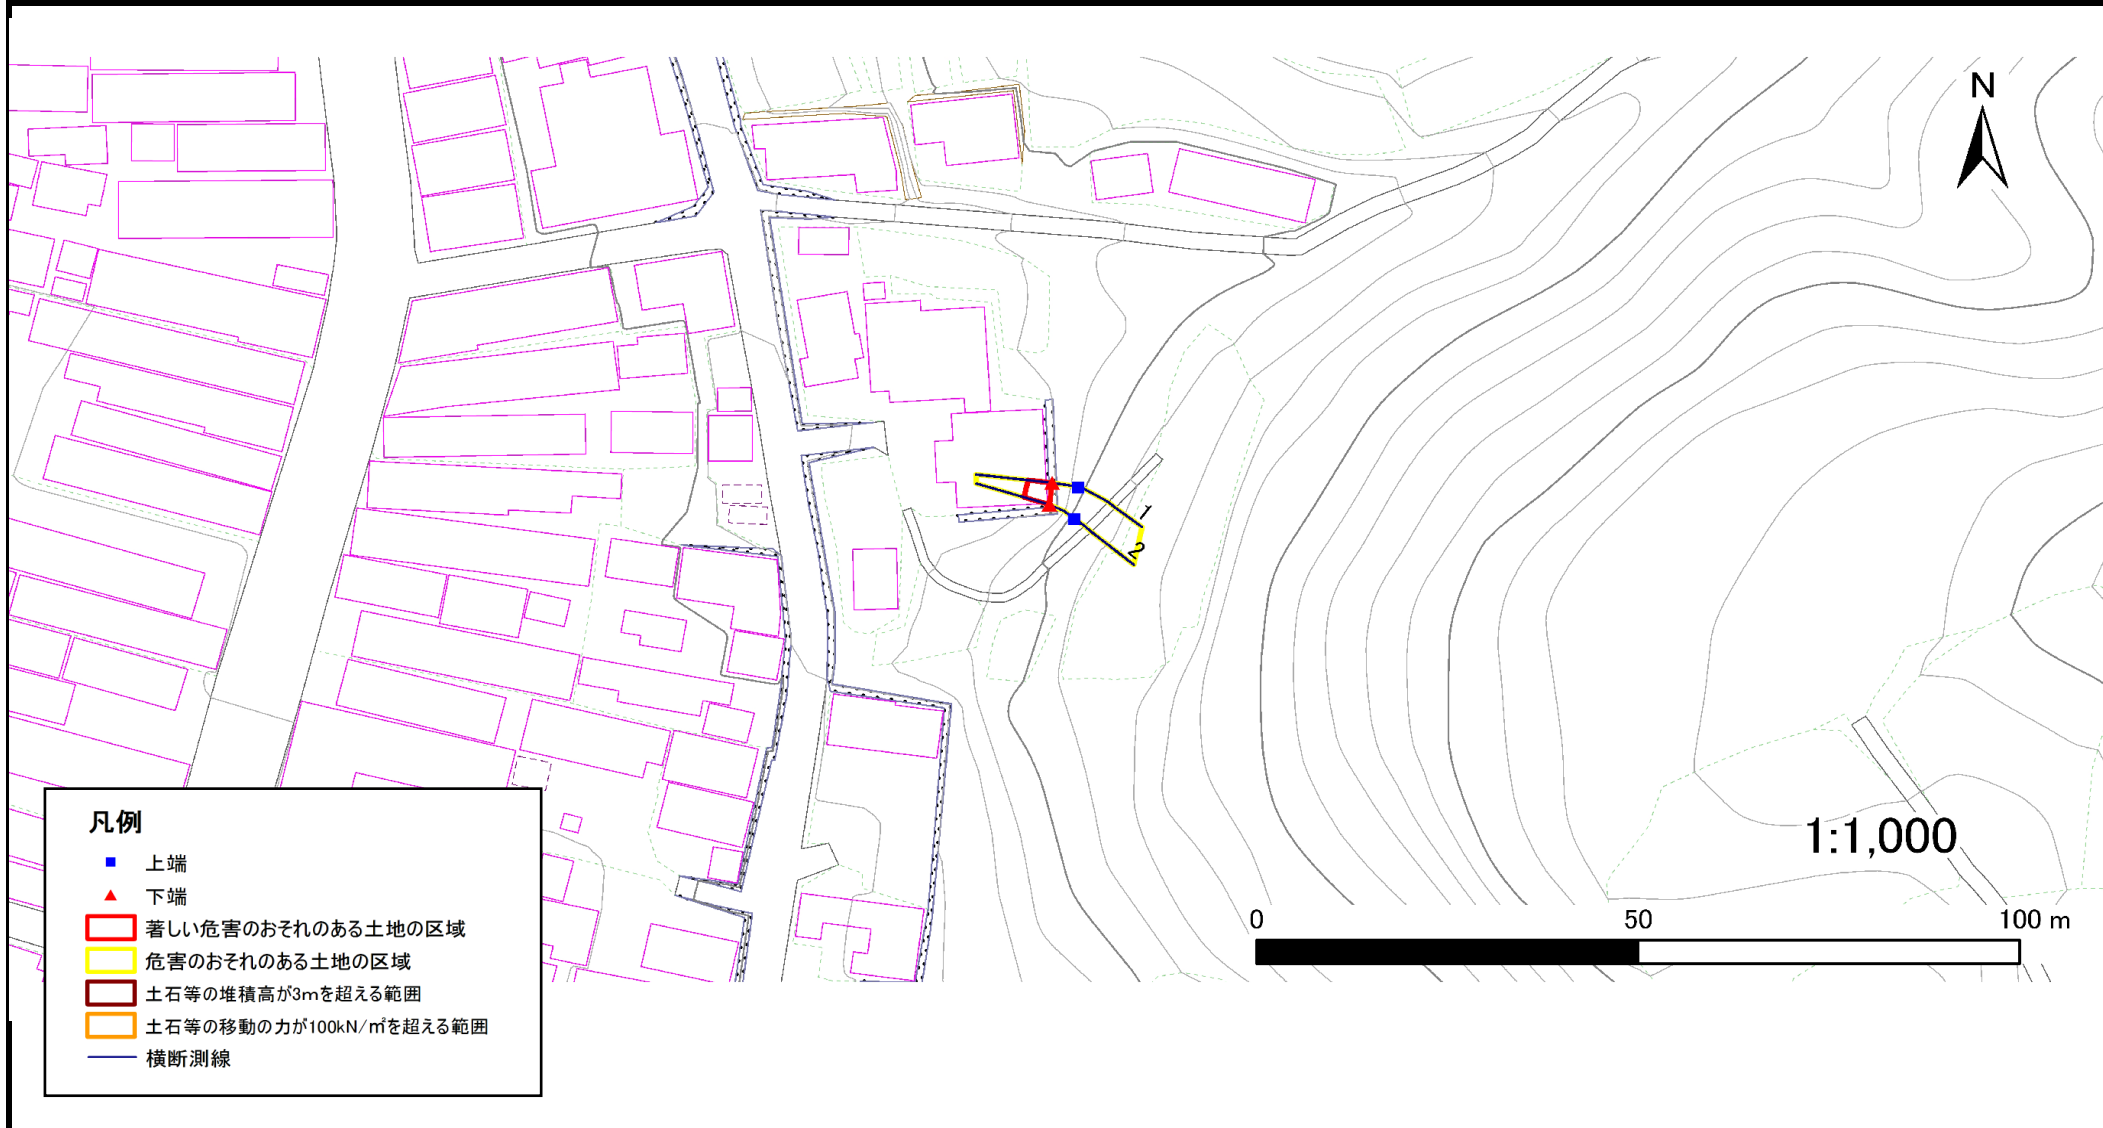 N
1
2
1:1,000
0 50 100 m
凡例
上端
下端
著しい危害のおそれのある土地の区域
危害のおそれのある土地の区域
土石等の堆積高が3mを超える範囲
土石等の移動の力が100kN/㎡を超える範囲
横断測線